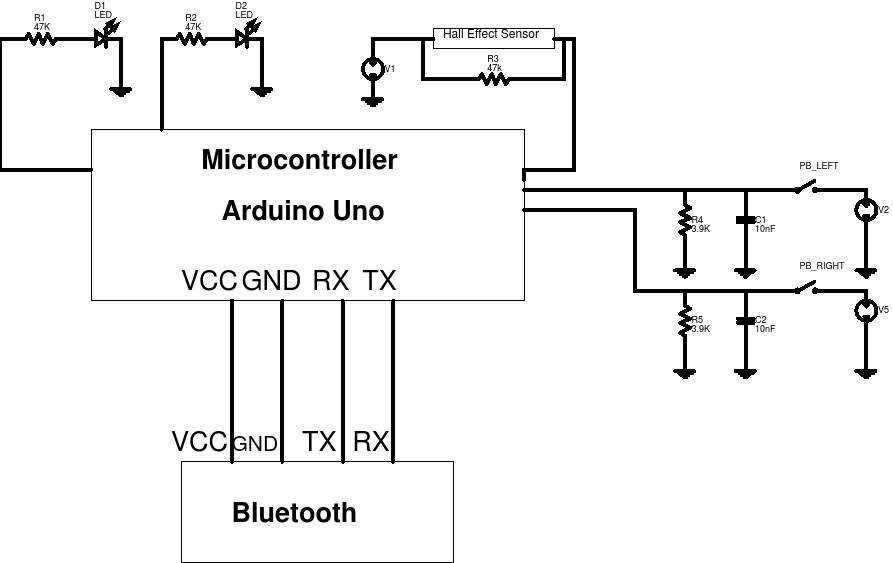 D1
LED
D2
LED
R1
47K
R2
47K
Hall Effect Sensor
R3
47k
V1
Microcontroller
Arduino Uno
PB_LEFT
R4
3.9K
C1
10nF
V2
PB_RIGHT
R5
3.9K
C2
10nF
V5
VCC GND RX TX
VCC GND TX RX
Bluetooth